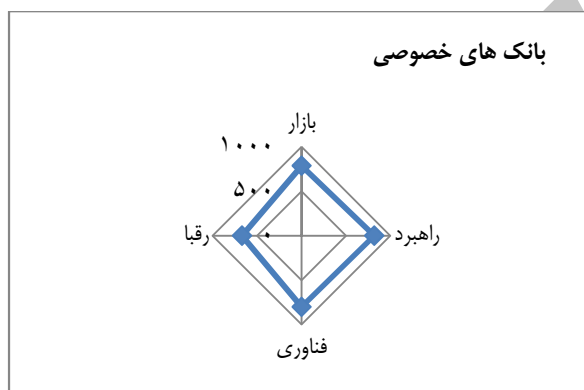 بانک های خصوصی
بازار
۱۰۰۰
۵۰۰
۰
راهبرد
رقبا
فناوری